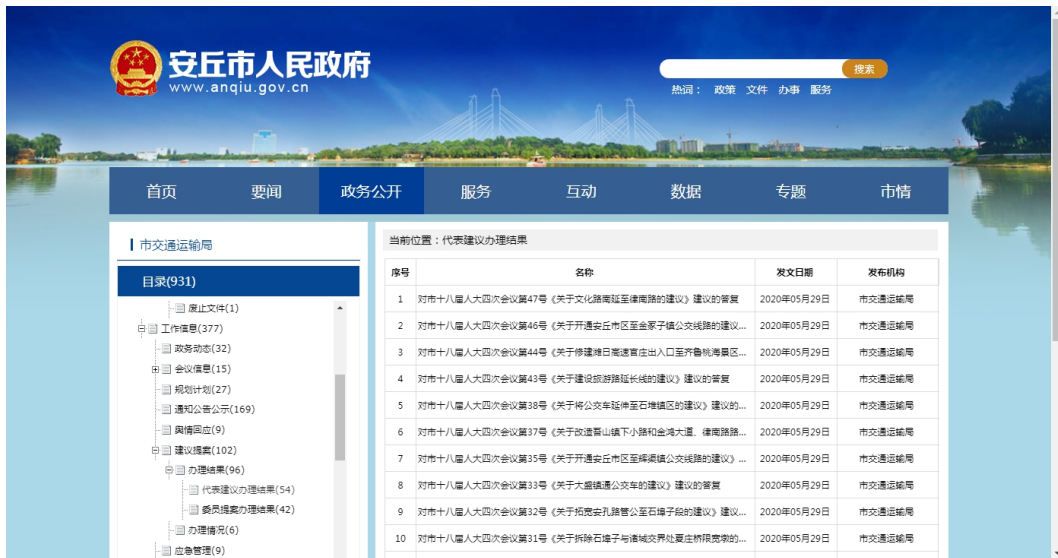 安丘市人民政府
www.anqiu.gov.cn
搜索
热词： 政策 文件 办事 服务
首页 要闻 政务公开 服务 互动 数据 专题 市情
市交通运输局
目录(931)
废止文件(1)
工作信息(377)
政务动态(32)
会议信息(15)
规划计划(27)
通知公告公示(169)
舆情回应(9)
建议提案(102)
办理结果(96)
代表建议办理结果(54)
委员提案办理结果(42)
办理情况(6)
应急管理(9)
当前位置：代表建议办理结果
序号 名称 发文日期 发布机构
1 对市十八届人大四次会议第47号《关于文化路南延至律南路的建议》建议的答复 2020年05月29日 市交通运输局
2 对市十八届人大四次会议第46号《关于开通安丘市区至金冢子镇公交线路的建议... 2020年05月29日 市交通运输局
3 对市十八届人大四次会议第44号《关于修建潍日高速官庄出入口至齐鲁桃海景区... 2020年05月29日 市交通运输局
4 对市十八届人大四次会议第43号《关于建设旅游路延长线的建议》建议的答复 2020年05月29日 市交通运输局
5 对市十八届人大四次会议第38号《关于将公交车延伸至石堆镇区的建议》建议的... 2020年05月29日 市交通运输局
6 对市十八届人大四次会议第37号《关于改造吾山镇下小路和金鸿大道、律南路路... 2020年05月29日 市交通运输局
7 对市十八届人大四次会议第35号《关于开通安丘市区至辉渠镇公交线路的建议》... 2020年05月29日 市交通运输局
8 对市十八届人大四次会议第33号《关于大盛镇通公交车的建议》建议的答复 2020年05月29日 市交通运输局
9 对市十八届人大四次会议第32号《关于拓宽安孔路管公至石埠子段的建议》建议... 2020年05月29日 市交通运输局
10 对市十八届人大四次会议第31号《关于拆除石埠子与诸城交界处夏庄桥限宽墩的... 2020年05月29日 市交通运输局